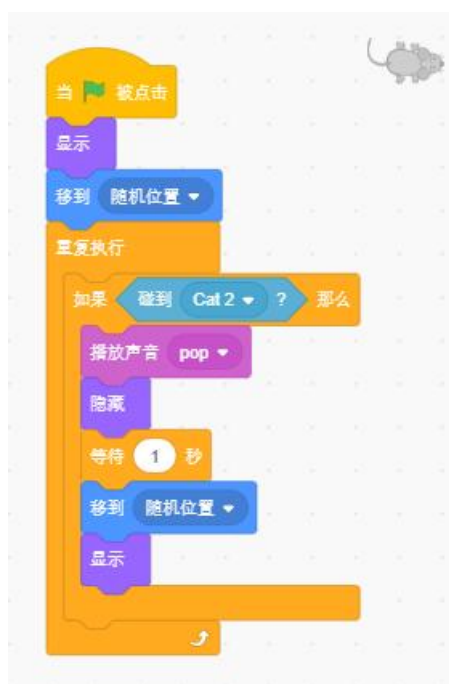 当 被点击
显示
移到 随机位置
重复执行
如果 碰到 Cat 2 ? 那么
播放声音 pop
隐藏
等待 1 秒
移到 随机位置
显示